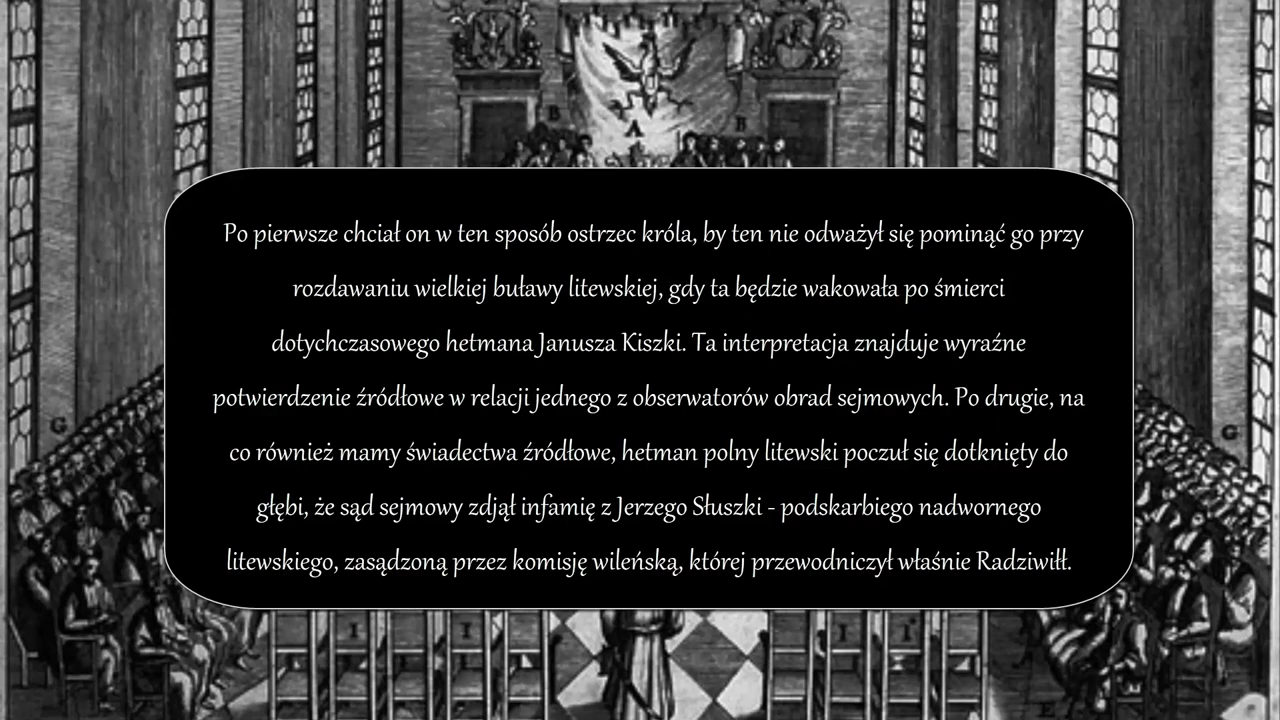 B
A
B
Po pierwsze chciał on w ten sposób ostrzec króla, by ten nie odważył się pominąć go przy
rozdawaniu wielkiej buławy litewskiej, gdy ta będzie wakowała po śmierci
dotychczasowego hetmana Janusza Kiszki. Ta interpretacja znajduje wyraźne
potwierdzenie źródłowe w relacji jednego z obserwatorów obrad sejmowych. Po drugie, na
co również mamy świadectwa źródłowe, hetman polny litewski poczuł się dotknięty do
głębi, że sąd sejmowy zdjął infamię z Jerzego Słuszki - podskarbiego nadwornego
litewskiego, zasądzoną przez komisję wileńską, której przewodniczył właśnie Radziwiłł.
G
G
I
I
I
I
E